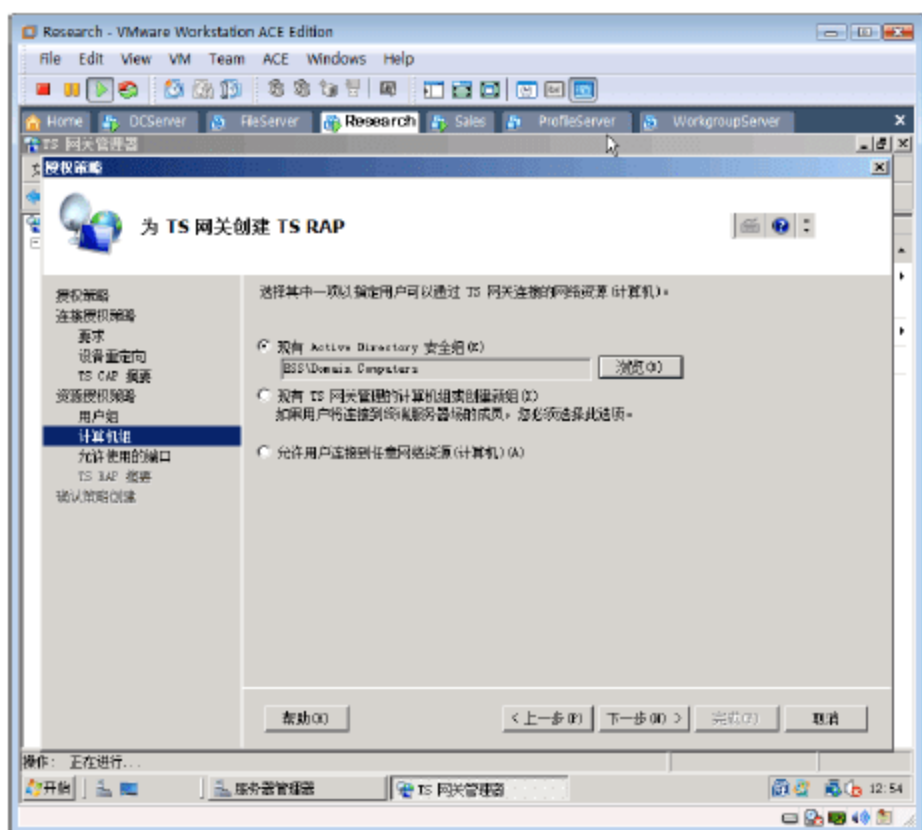 Research - VMware Workstation ACE Edition
File Edit View VM Team ACE Windows Help
Home DCServer FileServer Research Sales ProfileServer WorkgroupServer
TS 网关管理器
授权策略
为 TS 网关创建 TS RAP
授权策略
连接授权策略
要求
设备重定向
TS CAP 摘要
资源授权策略
用户组
计算机组
允许使用的端口
TS RAP 摘要
确认策略创建
选择其中一项以指定用户可以通过 TS 网关连接的网络资源(计算机)。
现有 Active Directory 安全组(E)
ESS\Domain Computers
浏览(B)
现有 TS 网关管理的计算机组或创建新组(X)
如果用户将连接到终端服务器场的成员，您必须选择此选项。
允许用户连接到任意网络资源(计算机)(A)
帮助(H)
<上一步(P) 下一步(N) > 完成(F) 取消
操作: 正在进行...
开始 服务器管理器 TS 网关管理器 12:54